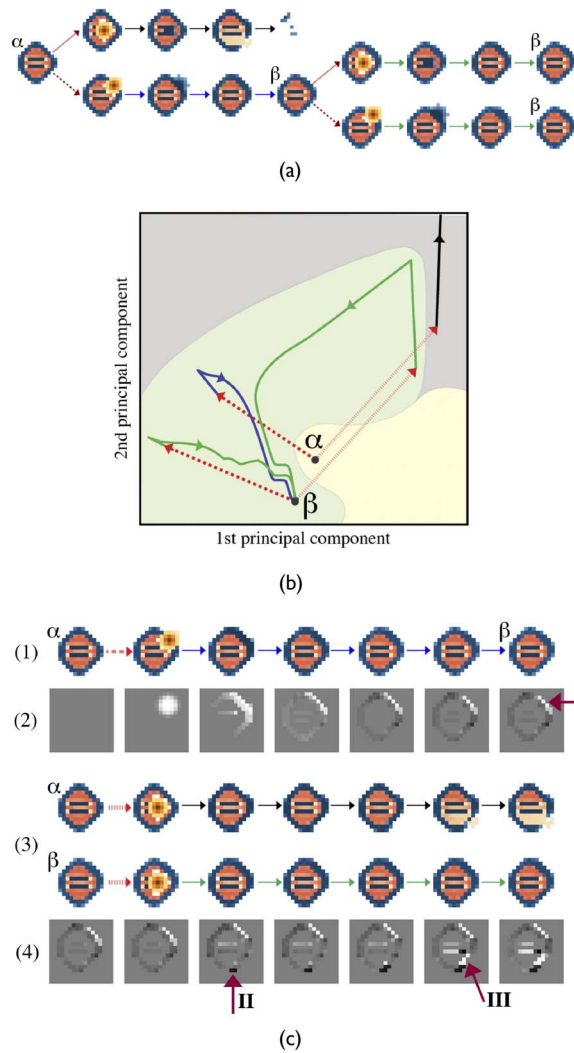 α
β
β
β
(a)
2nd principal component
α
β
1st principal component
(b)
α
β
(1)
(2)
α
(3)
β
(4)
II
III
(c)